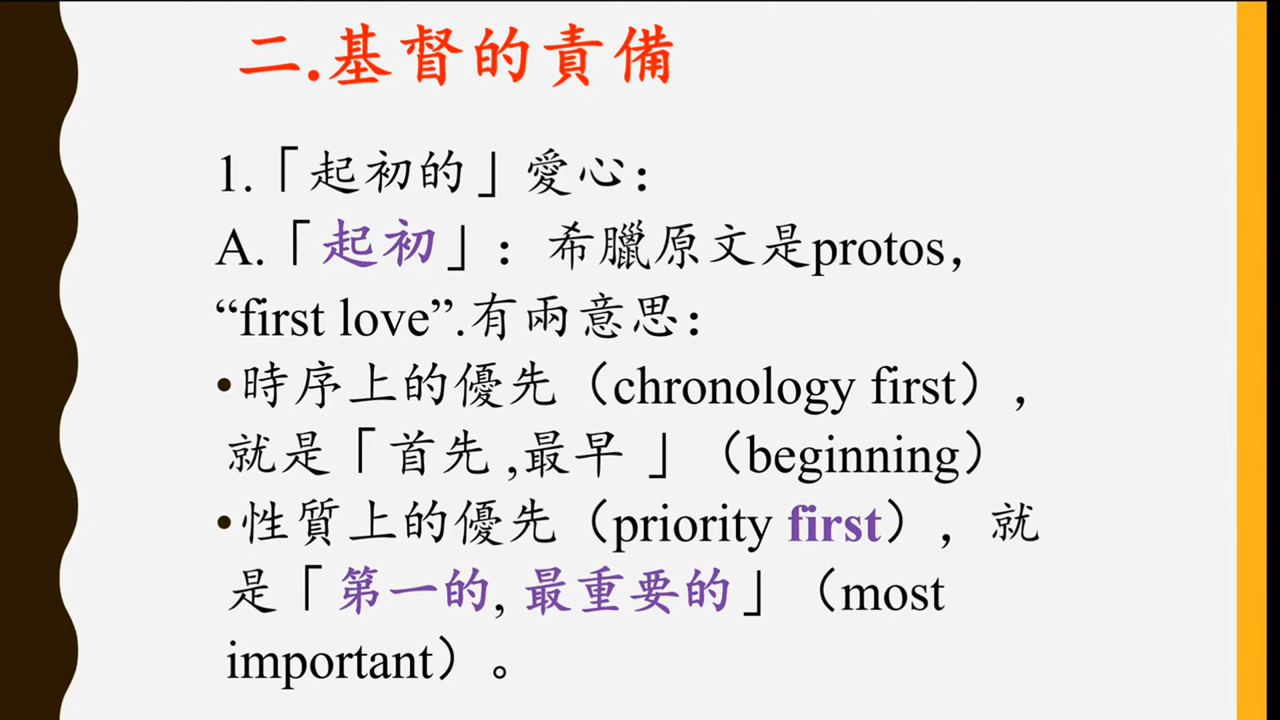 二.基督的責備
1.「起初的」愛心：
A.「起初」：希臘原文是protos，
“first love”.有兩意思：
•時序上的優先（chronology first），
就是「首先 ,最早 」（beginning）
•性質上的優先（priority first），就
是「第一的, 最重要的」（most
important）。